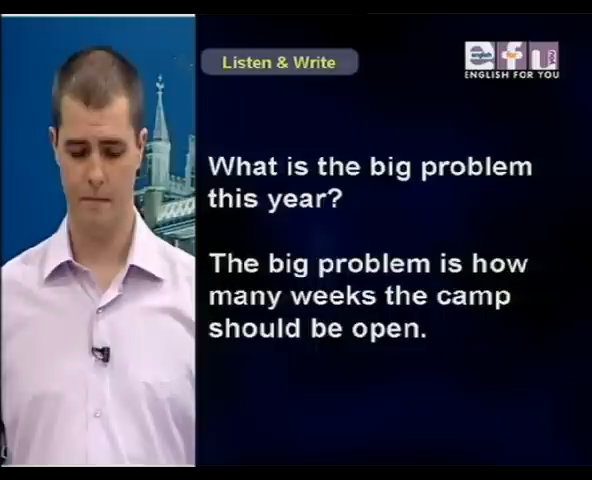 Listen & Write
efu
ENGLISH FOR YOU
What is the big problem
this year?
The big problem is how
many weeks the camp
should be open.